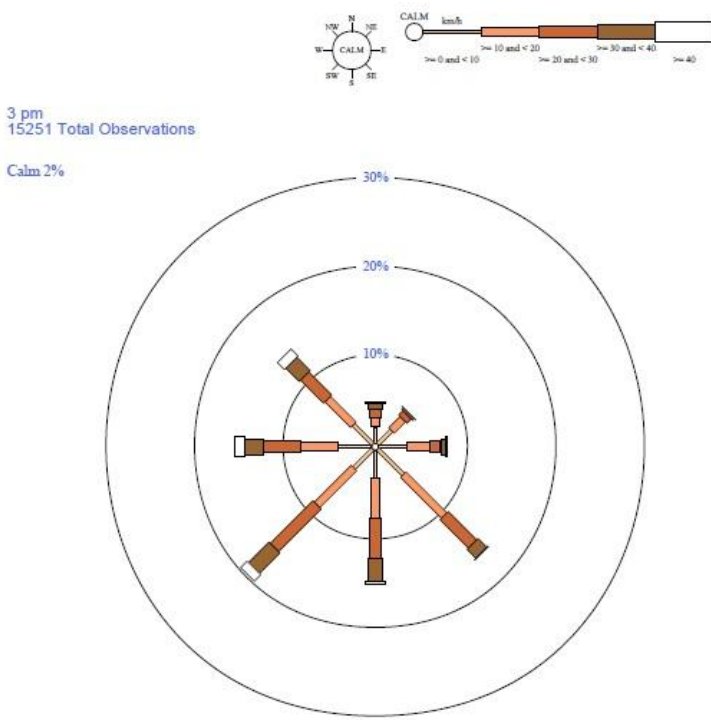 N
NW NE
W CALM E
SW SE
S
CALM km/h
>= 0 and < 10
>= 10 and < 20
>= 20 and < 30
>= 30 and < 40
>= 40
3 pm
15251 Total Observations
Calm 2%
30%
20%
10%